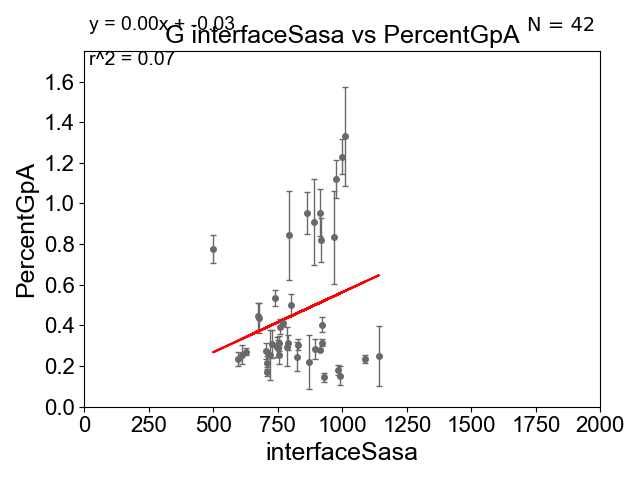 y = 0.00x + -0.03
N = 42
G interfaceSasa vs PercentGpA
r^2 = 0.07
PercentGpA
1.6
1.4
1.2
1.0
0.8
0.6
0.4
0.2
0.0
0 250 500 750 1000 1250 1500 1750 2000
interfaceSasa